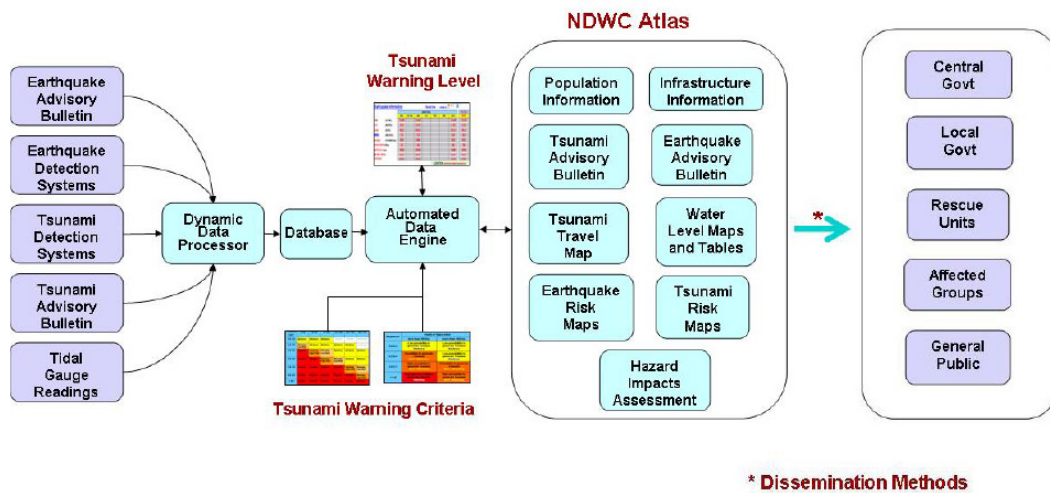 NDWC Atlas
Tsunami
Warning Level
Earthquake
Advisory
Bulletin
Earthquake
Detection
Systems
Tsunami
Detection
Systems
Tsunami
Advisory
Bulletin
Tidal
Gauge
Readings
Dynamic
Data
Processor
Database
Automated
Data
Engine
Tsunami Warning Criteria
Population
Information
Infrastructure
Information
Tsunami
Advisory
Bulletin
Earthquake
Advisory
Bulletin
Tsunami
Travel
Map
Water
Level Maps
and Tables
Earthquake
Risk
Maps
Tsunami
Risk
Maps
Hazard
Impacts
Assessment
*
Central
Govt
Local
Govt
Rescue
Units
Affected
Groups
General
Public
* Dissemination Methods